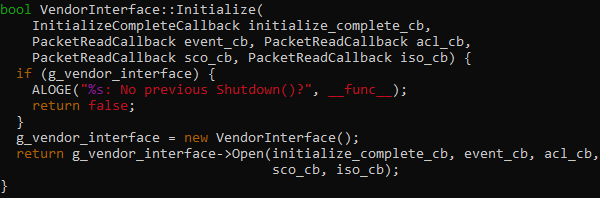 bool VendorInterface::Initialize(
    InitializeCompleteCallback initialize_complete_cb,
    PacketReadCallback event_cb, PacketReadCallback acl_cb,
    PacketReadCallback sco_cb, PacketReadCallback iso_cb) {
  if (g_vendor_interface) {
    ALOGE("%s: No previous Shutdown()?", __func__);
    return false;
  }
  g_vendor_interface = new VendorInterface();
  return g_vendor_interface->Open(initialize_complete_cb, event_cb, acl_cb,
                                  sco_cb, iso_cb);
}